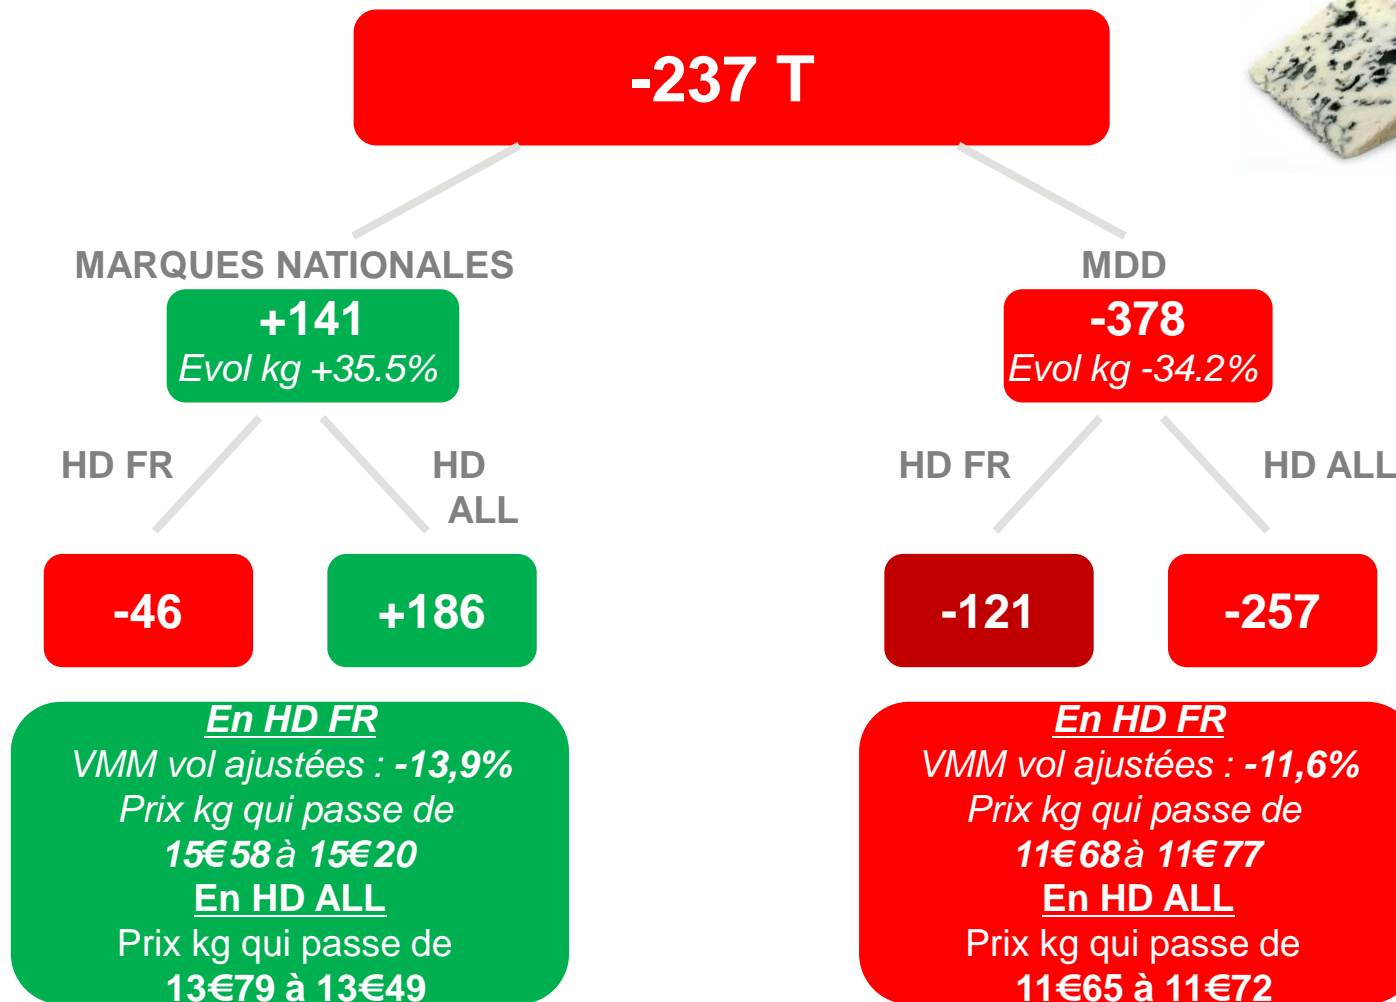 -237 T
MARQUES NATIONALES
+141
Evol kg +35.5%
MDD
-378
Evol kg -34.2%
HD FR
HD
ALL
HD FR
HD ALL
-46
+186
-121
-257
En HD FR
VMM vol ajustées : -13,9%
Prix kg qui passe de
15€58 à 15€20
En HD ALL
Prix kg qui passe de
13€79 à 13€49
En HD FR
VMM vol ajustées : -11,6%
Prix kg qui passe de
11€68 à 11€77
En HD ALL
Prix kg qui passe de
11€65 à 11€72